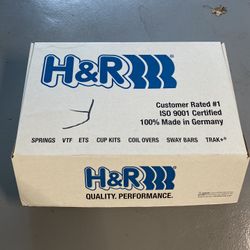 H&R®
Customer Rated #1
ISO 9001 Certified
100% Made in Germany
SPRINGS VTF ETS CUP KITS COIL OVERS SWAY BARS TRAK+®
H&R®
QUALITY. PERFORMANCE.